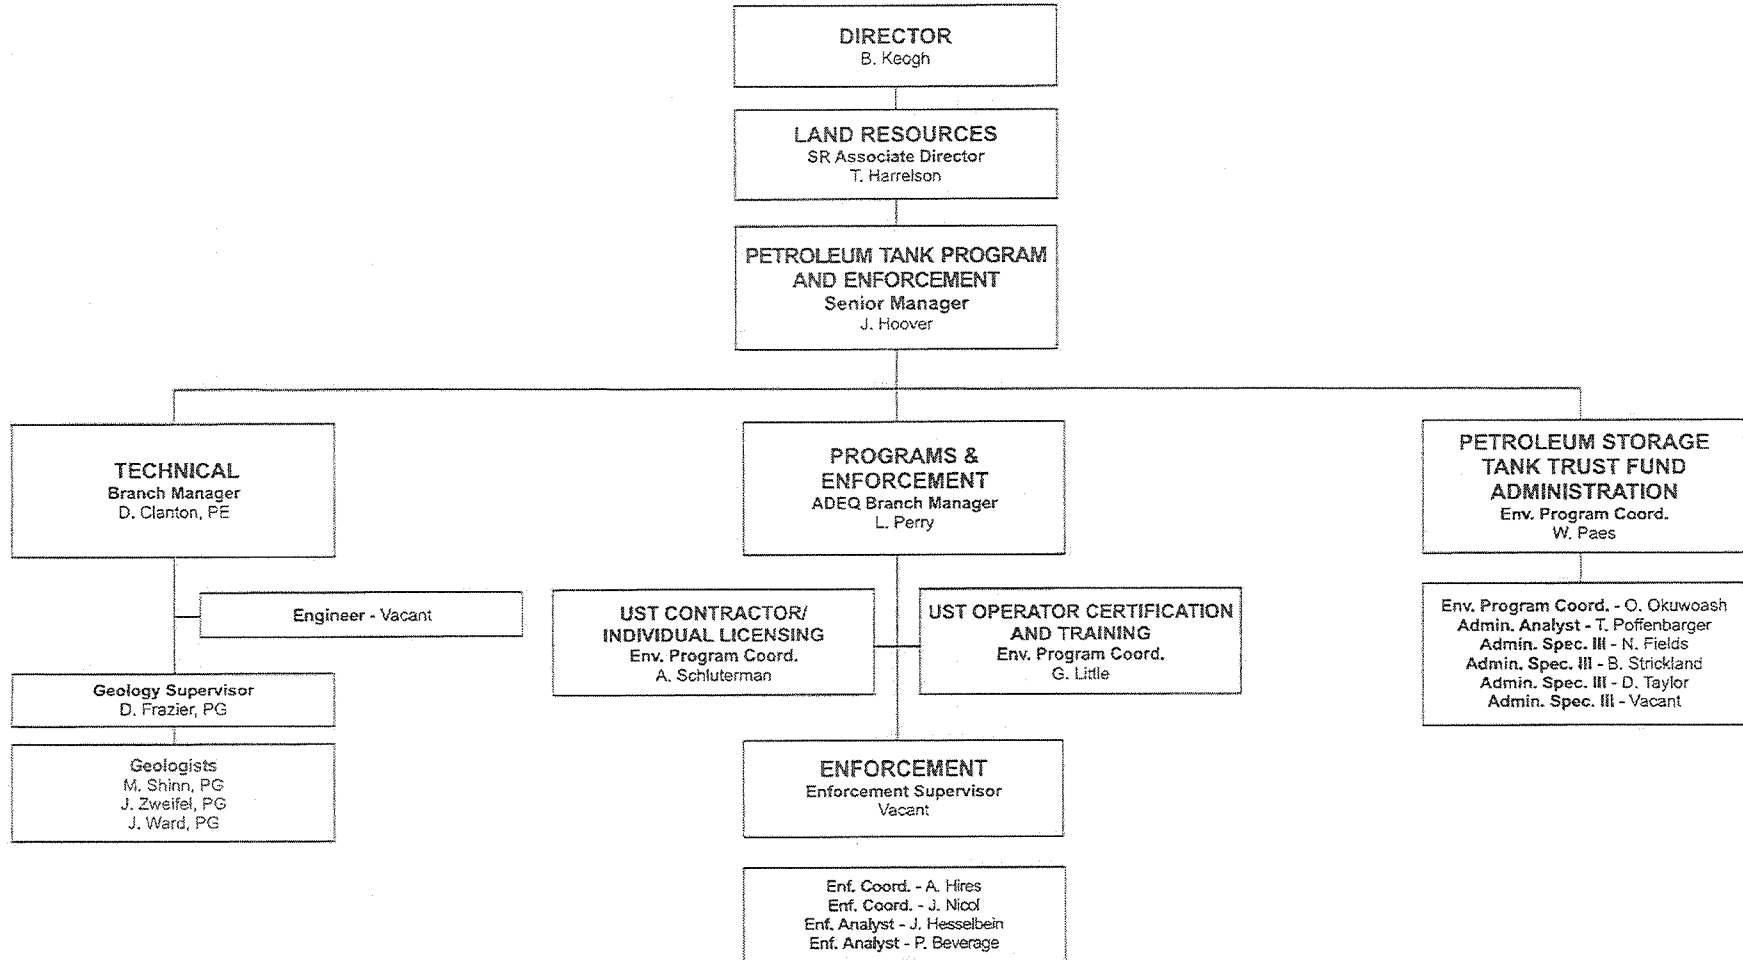 DIRECTOR
B. Keogh
LAND RESOURCES
SR Associate Director
T. Harrelson
PETROLEUM TANK PROGRAM
AND ENFORCEMENT
Senior Manager
J. Hoover
TECHNICAL
Branch Manager
D. Clanton, PE
Engineer - Vacant
Geology Supervisor
D. Frazier, PG
Geologists
M. Shinn, PG
J. Zweifel, PG
J. Ward, PG
PROGRAMS &
ENFORCEMENT
ADEQ Branch Manager
L. Perry
UST CONTRACTOR/
INDIVIDUAL LICENSING
Env. Program Coord.
A. Schluterman
UST OPERATOR CERTIFICATION
AND TRAINING
Env. Program Coord.
G. Little
ENFORCEMENT
Enforcement Supervisor
Vacant
Enf. Coord. - A. Hires
Enf. Coord. - J. Nicol
Enf. Analyst - J. Hesselbein
Enf. Analyst - P. Beverage
PETROLEUM STORAGE
TANK TRUST FUND
ADMINISTRATION
Env. Program Coord.
W. Paes
Env. Program Coord. - O. Okuwoash
Admin. Analyst - T. Poffenbarger
Admin. Spec. III - N. Fields
Admin. Spec. III - B. Strickland
Admin. Spec. III - D. Taylor
Admin. Spec. III - Vacant